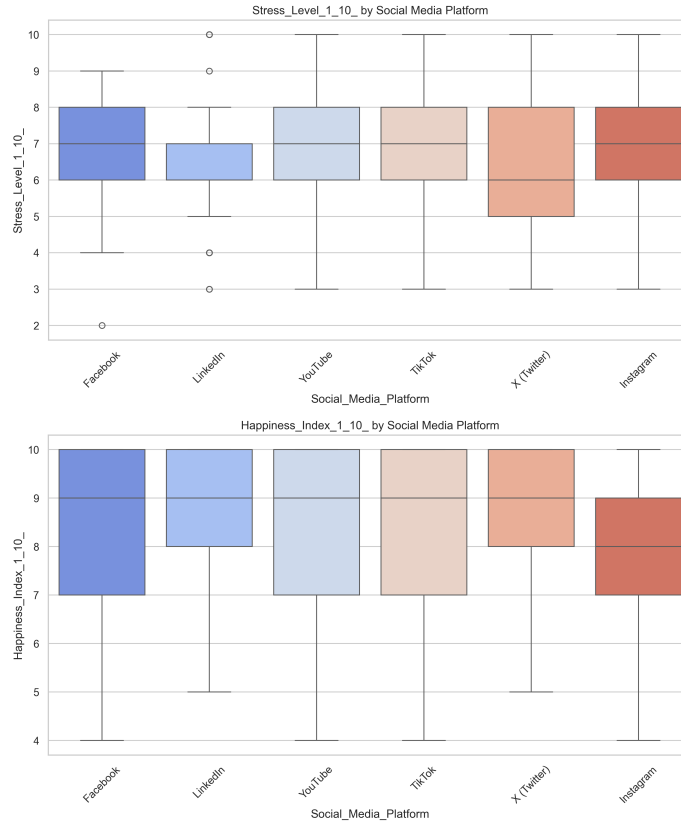 Stress_Level_1_10_ by Social Media Platform
Stress_Level_1_10_
10
9
8
7
6
5
4
3
2
Facebook
LinkedIn
YouTube
TikTok
X (Twitter)
Instagram
Social_Media_Platform
Happiness_Index_1_10_ by Social Media Platform
Happiness_Index_1_10_
10
9
8
7
6
5
4
Facebook
LinkedIn
YouTube
TikTok
X (Twitter)
Instagram
Social_Media_Platform